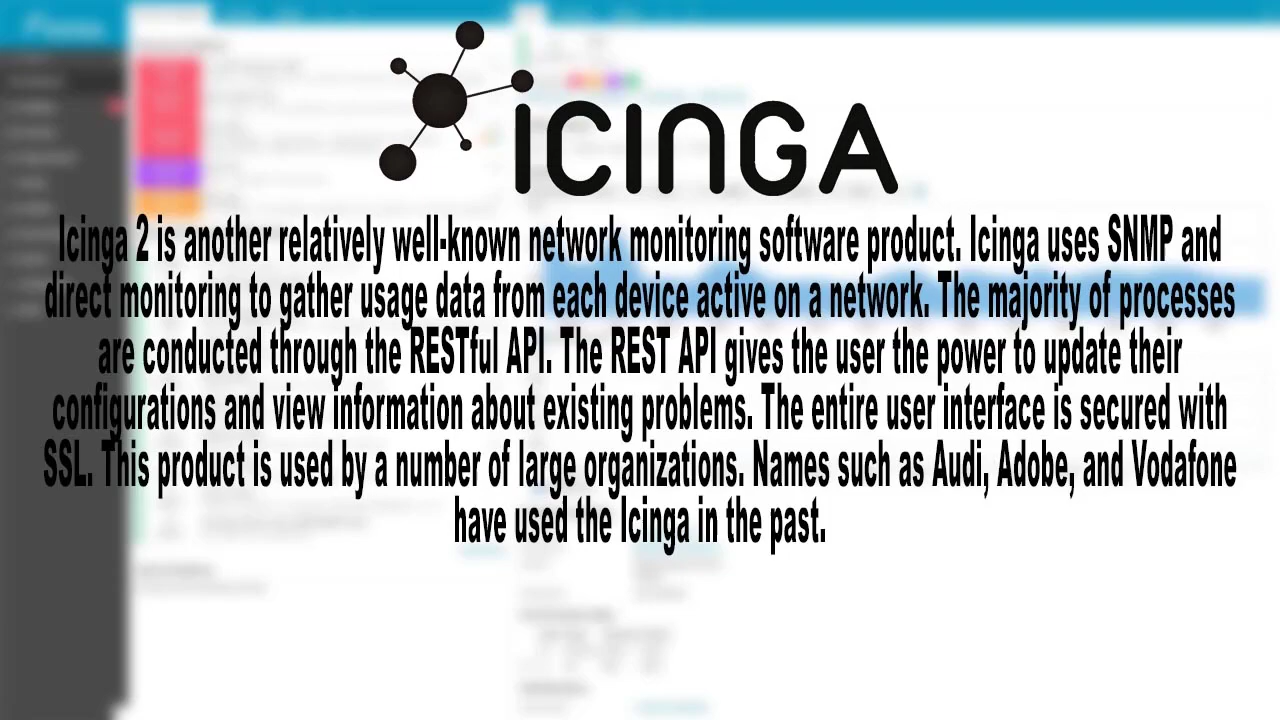 ICINGA
Icinga 2 is another relatively well-known network monitoring software product. Icinga uses SNMP and
direct monitoring to gather usage data from each device active on a network. The majority of processes
are conducted through the RESTful API. The REST API gives the user the power to update their
configurations and view information about existing problems. The entire user interface is secured with
SSL. This product is used by a number of large organizations. Names such as Audi, Adobe, and Vodafone
have used the Icinga in the past.